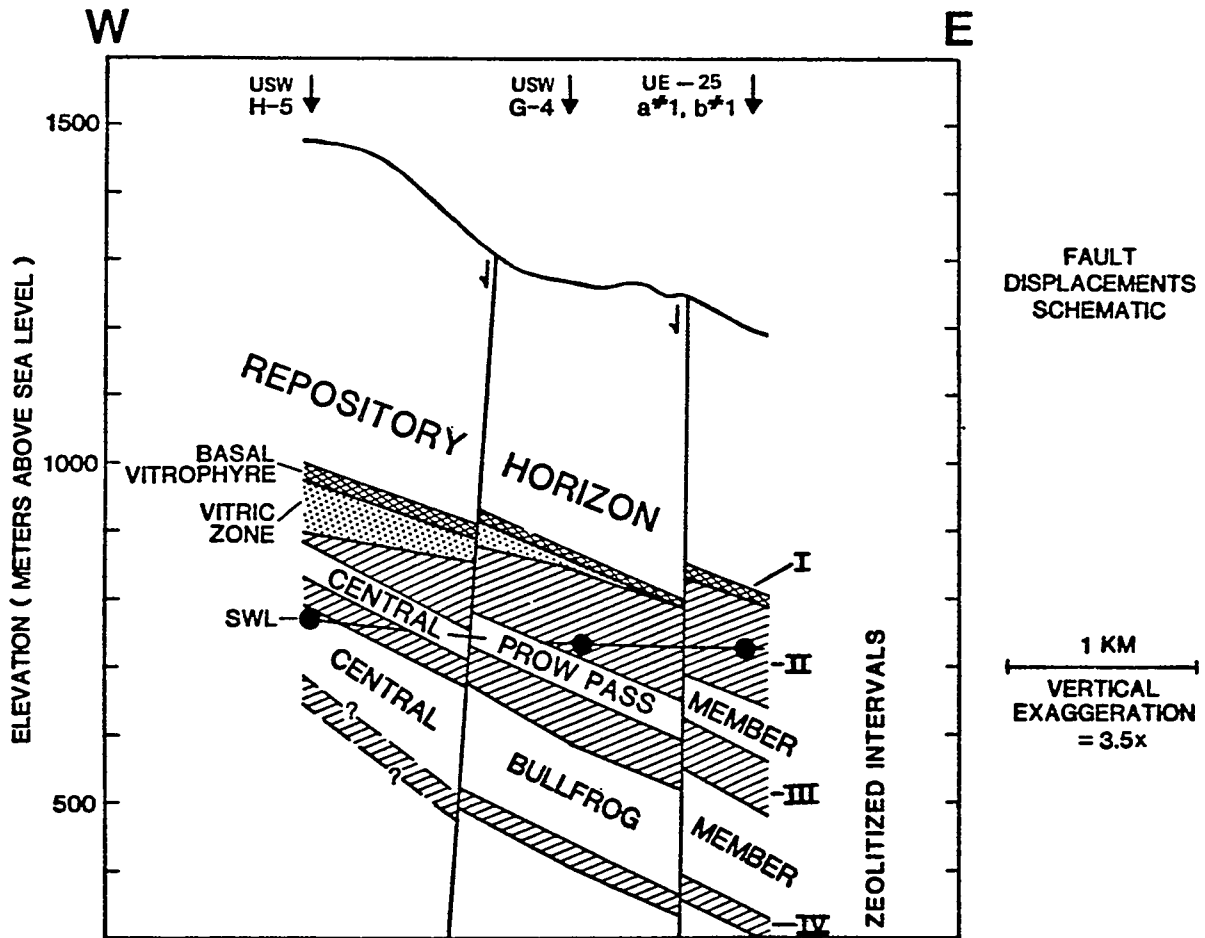 W
E
USW
H-5
USW
G-4
UE-25
a#1, b#1
1500
1000
500
ELEVATION ( METERS ABOVE SEA LEVEL )
FAULT
DISPLACEMENTS
SCHEMATIC
REPOSITORY
HORIZON
BASAL
VITROPHYRE
VITRIC
ZONE
I
SWL
CENTRAL
PROW PASS
MEMBER
II
CENTRAL
?
?
BULLFROG
MEMBER
III
IV
ZEOLITIZED INTERVALS
1 KM
VERTICAL
EXAGGERATION
= 3.5x